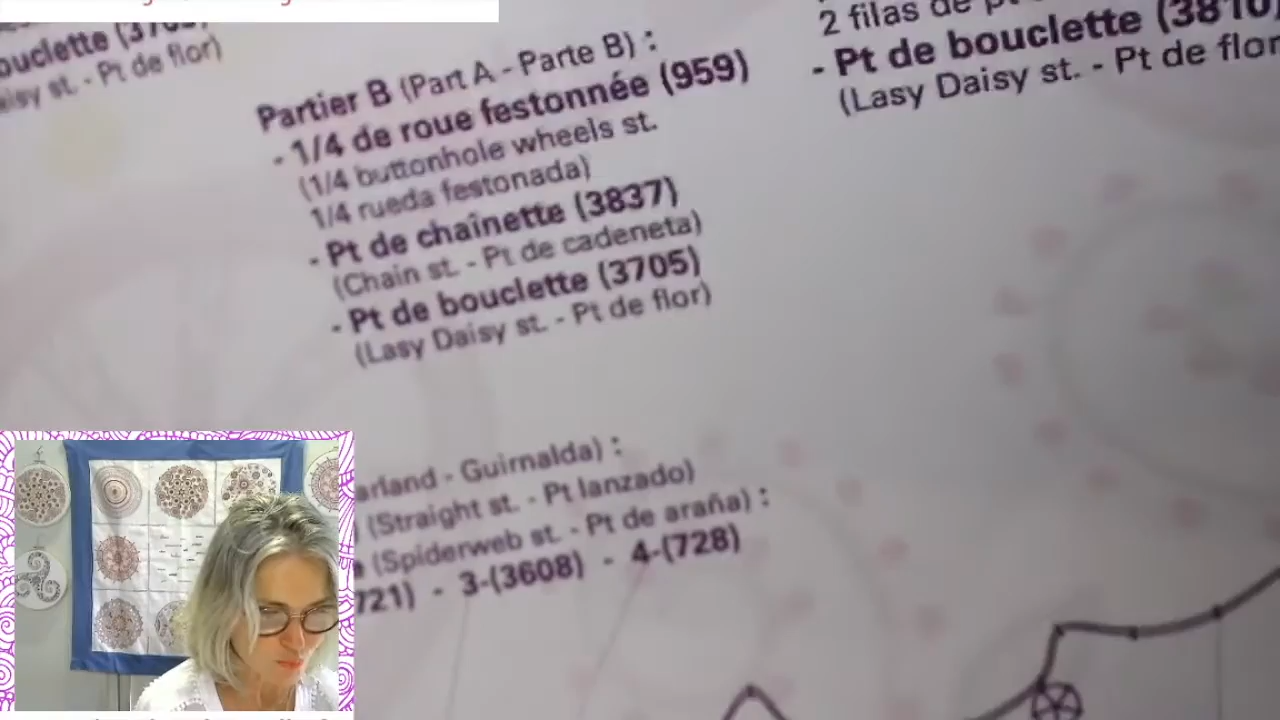 ouclette (3705)
aisy st. - Pt de flor)
Partier B (Part A - Parte B) :
- 1/4 de roue festonnée (959)
(1/4 buttonhole wheels st.
1/4 rueda festonada)
- Pt de chaînette (3837)
(Chain st. - Pt de cadeneta)
- Pt de bouclette (3705)
(Lasy Daisy st. - Pt de flor)
2 filas de
- Pt de bouclette (3810)
(Lasy Daisy st. - Pt de flor
arland - Guirnalda) :
(Straight st. - Pt lanzado)
(Spiderweb st. - Pt de araña) :
721) - 3-(3608) - 4-(728)